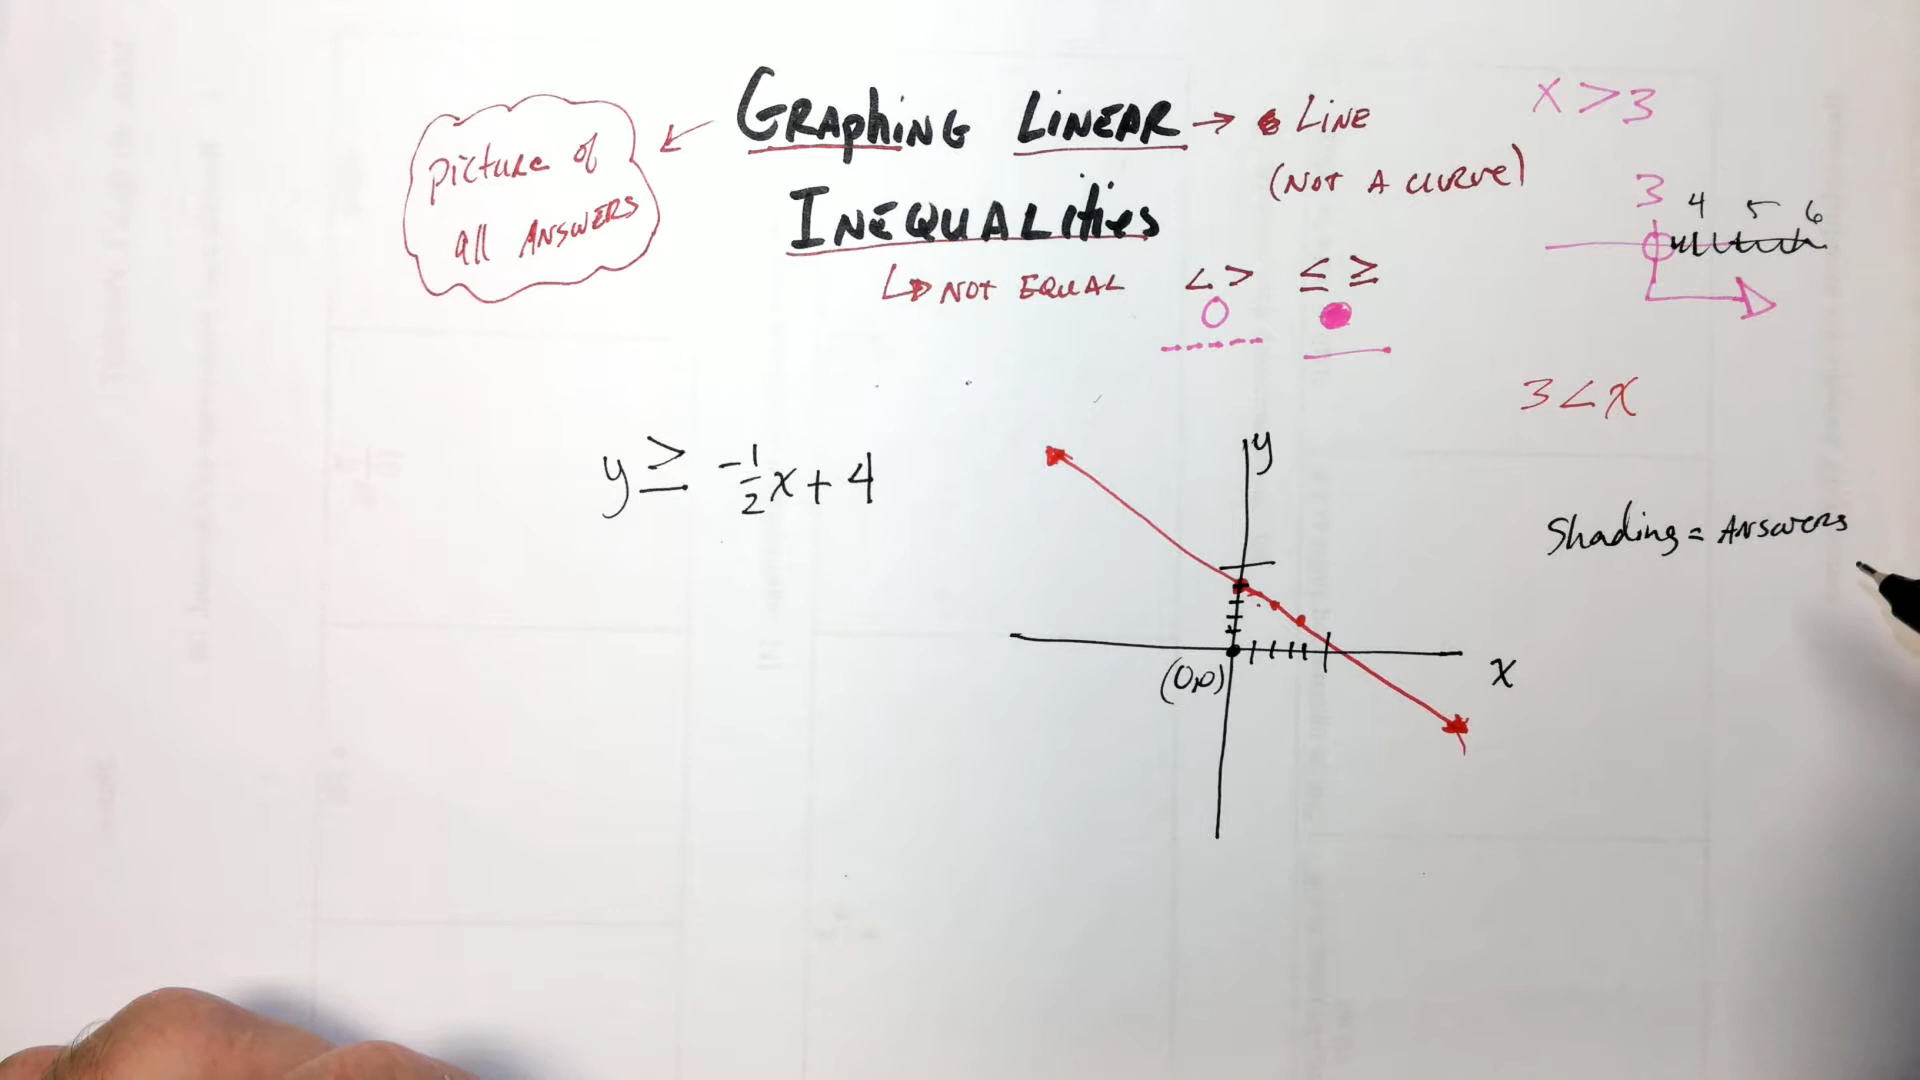 GRAphiNG LINEAR → LINE
(NOT A CURVE)
INEQUALities
picture of
all ANSWERS
NOT EQUAL < > ≤ ≥
x > 3
3 4 5 6
3 < x
y ≥ -1/2 x + 4
y
Shading = ANSWERS
(0,0)
x